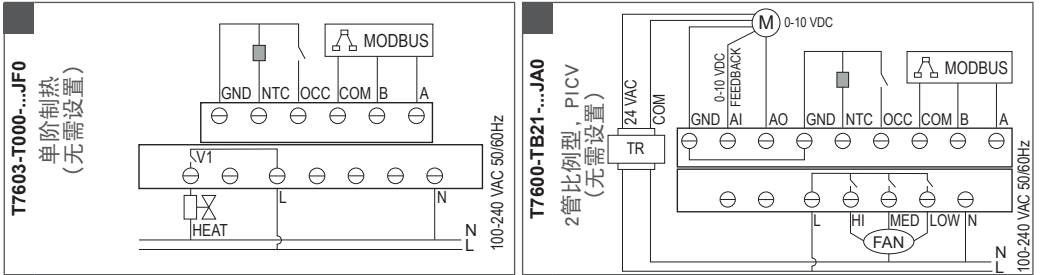 T7603-T000-...JF0
单阶制热
(无需设置)
MODBUS
GND NTC OCC COM B A
V1
L N
HEAT
N
L
100-240 VAC 50/60Hz
T7600-TB21-...JA0
2管比例型, PICV
(无需设置)
M 0-10 VDC
24 VAC
COM
0-10 VDC
FEEDBACK
MODBUS
GND AI AO GND NTC OCC COM B A
TR
L HI MED LOW N
FAN
N
L
100-240 VAC 50/60Hz